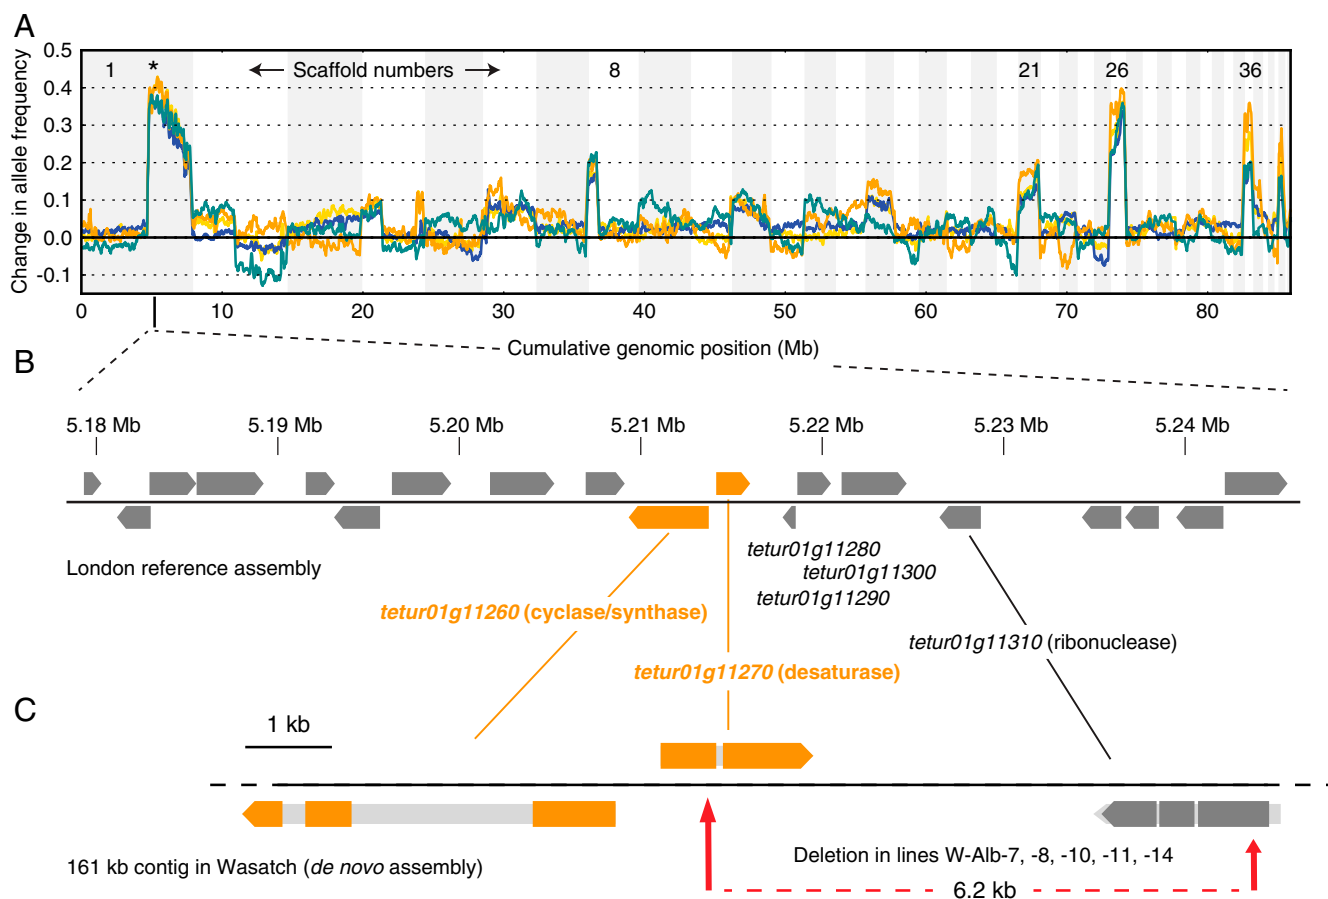 A
Change in allele frequency
0.5
0.4
0.3
0.2
0.1
0.0
-0.1
1 * Scaffold numbers 8 21 26 36
0 10 20 30 40 50 60 70 80
Cumulative genomic position (Mb)
B
5.18 Mb 5.19 Mb 5.20 Mb 5.21 Mb 5.22 Mb 5.23 Mb 5.24 Mb
London reference assembly
tetur01g11280
tetur01g11300
tetur01g11290
tetur01g11260 (cyclase/synthase)
tetur01g11310 (ribonuclease)
tetur01g11270 (desaturase)
C
1 kb
161 kb contig in Wasatch (de novo assembly)
Deletion in lines W-Alb-7, -8, -10, -11, -14
6.2 kb